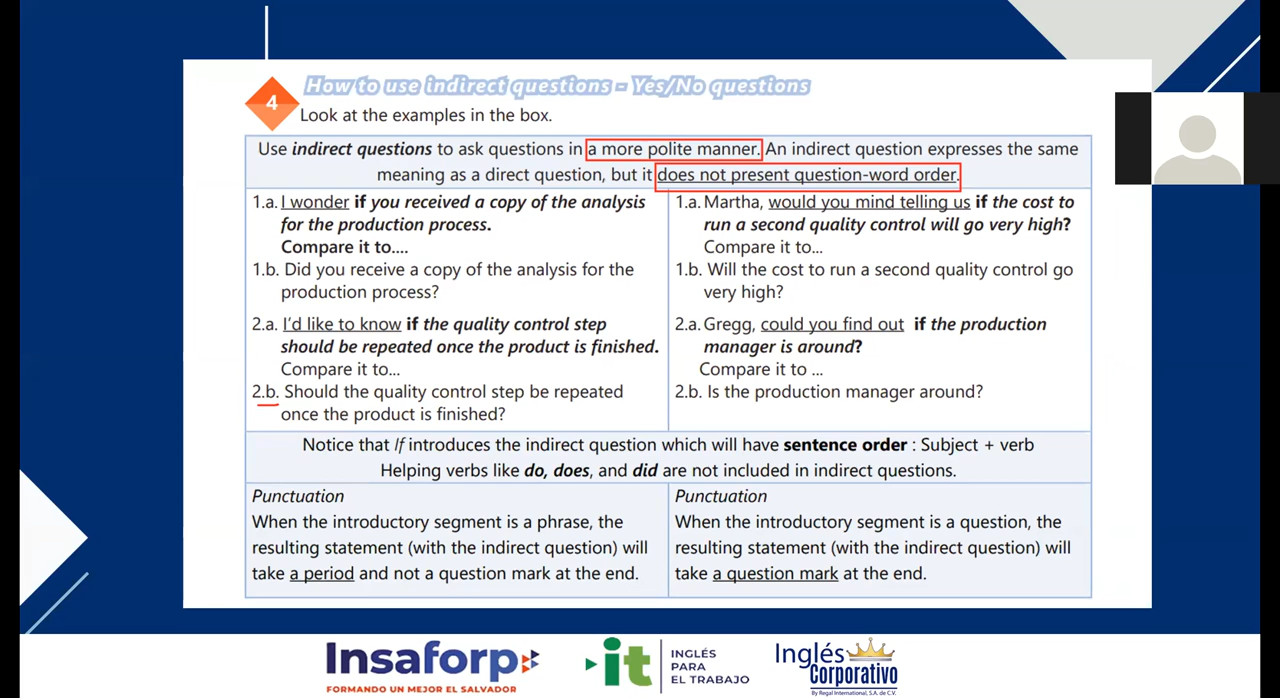 How to use indirect questions - Yes/No questions
4
Look at the examples in the box.
Use indirect questions to ask questions in a more polite manner. An indirect question expresses the same
meaning as a direct question, but it does not present question-word order.
1.a. I wonder if you received a copy of the analysis
for the production process.
Compare it to....
1.b. Did you receive a copy of the analysis for the
production process?
2.a. I'd like to know if the quality control step
should be repeated once the product is finished.
Compare it to...
2.b. Should the quality control step be repeated
once the product is finished?
1.a. Martha, would you mind telling us if the cost to
run a second quality control will go very high?
Compare it to...
1.b. Will the cost to run a second quality control go
very high?
2.a. Gregg, could you find out if the production
manager is around?
Compare it to ...
2.b. Is the production manager around?
Notice that If introduces the indirect question which will have sentence order : Subject + verb
Helping verbs like do, does, and did are not included in indirect questions.
Punctuation
When the introductory segment is a phrase, the
resulting statement (with the indirect question) will
take a period and not a question mark at the end.
Punctuation
When the introductory segment is a question, the
resulting statement (with the indirect question) will
take a question mark at the end.
Insaforp
FORMANDO UN MEJOR EL SALVADOR
it
INGLÉS
PARA
EL TRABAJO
Inglés
Corporativo
By Regal International, S.A. de C.V.